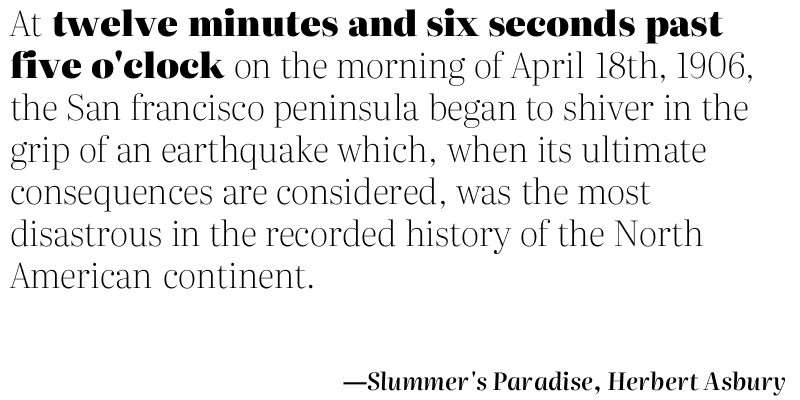 At twelve minutes and six seconds past
five o'clock on the morning of April 18th, 1906,
the San francisco peninsula began to shiver in the
grip of an earthquake which, when its ultimate
consequences are considered, was the most
disastrous in the recorded history of the North
American continent.
—Slummer's Paradise, Herbert Asbury